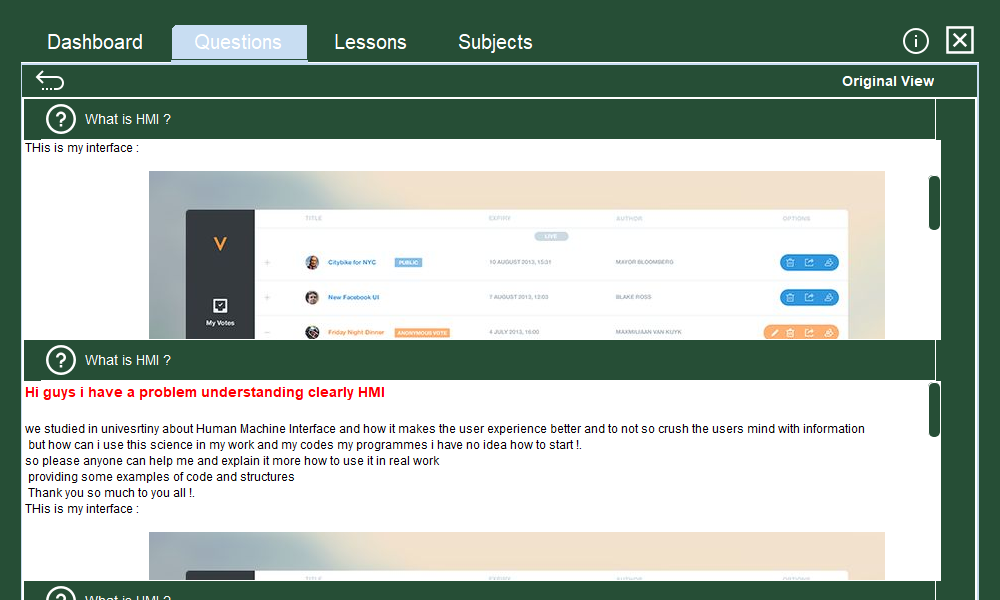 Dashboard Questions Lessons Subjects
Original View
What is HMI ?
THis is my interface :
TITLE EXPIRY AUTHOR OPTIONS
LIVE
Citybike for NYC PUBLIC 10 AUGUST 2013, 15:31 MAYOR BLOOMBERG
New Facebook UI 7 AUGUST 2013, 12:03 BLAKE ROSS
My Votes
Friday Night Dinner ANONYMOUS VOTE 4 JULY 2013, 16:00 MAXMILIAAN VAN KUYK
What is HMI ?
Hi guys i have a problem understanding clearly HMI
we studied in univesrtiny about Human Machine Interface and how it makes the user experience better and to not so crush the users mind with information
but how can i use this science in my work and my codes my programmes i have no idea how to start !.
so please anyone can help me and explain it more how to use it in real work
providing some examples of code and structures
Thank you so much to you all !.
THis is my interface :
TITLE EXPIRY AUTHOR OPTIONS
What is HMI ?